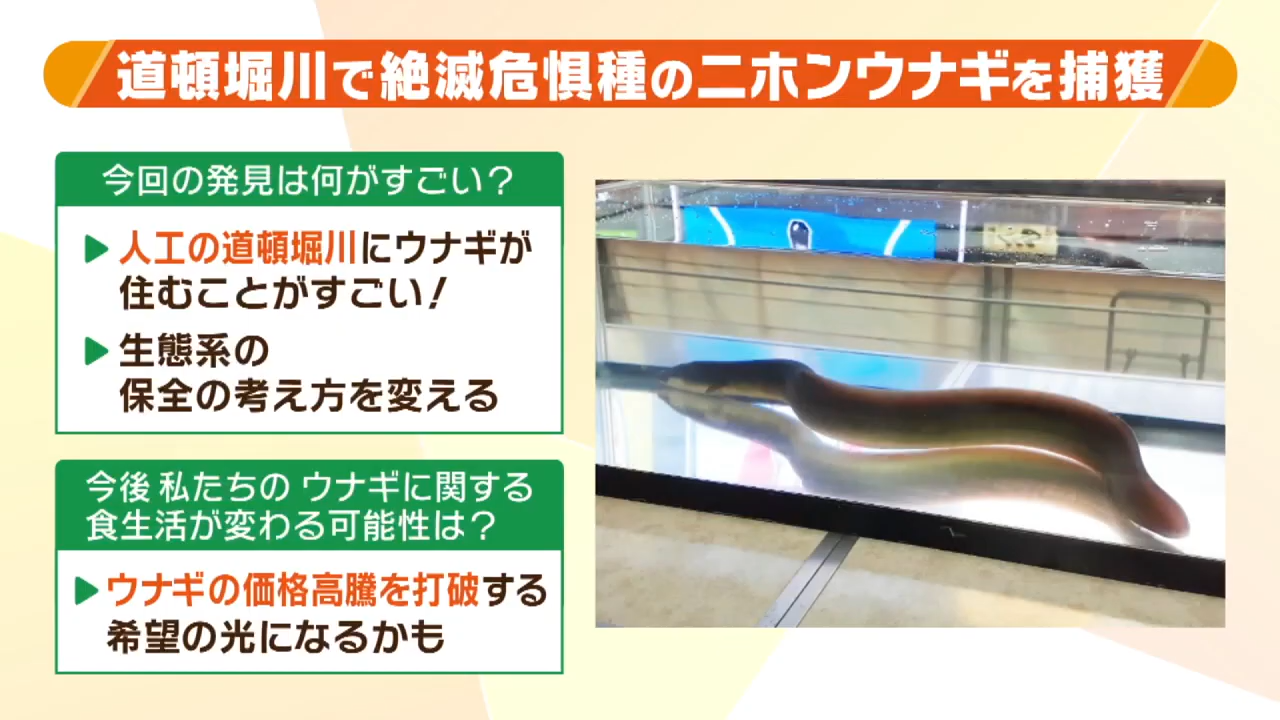 道頓堀川で絶滅危惧種のニホンウナギを捕獲
今回の発見は何がすごい？
人工の道頓堀川にウナギが
住むことがすごい！
生態系の
保全の考え方を変える
今後 私たちの ウナギに関する
食生活が変わる可能性は？
ウナギの価格高騰を打破する
希望の光になるかも